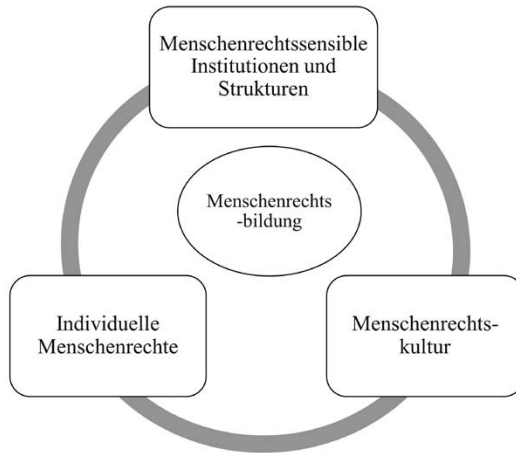 Menschenrechtssensible
Institutionen und
Strukturen
Menschenrechts
-bildung
Individuelle
Menschenrechte
Menschenrechts-
kultur